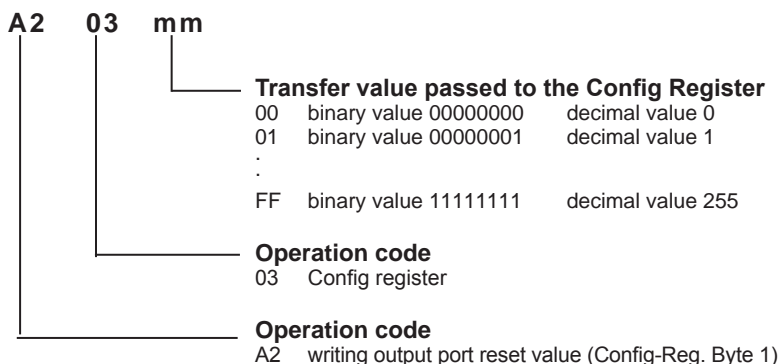 A2 03 mm
Transfer value passed to the Config Register
00 binary value 00000000 decimal value 0
01 binary value 00000001 decimal value 1
.
.
FF binary value 11111111 decimal value 255
Operation code
03 Config register
Operation code
A2 writing output port reset value (Config-Reg. Byte 1)